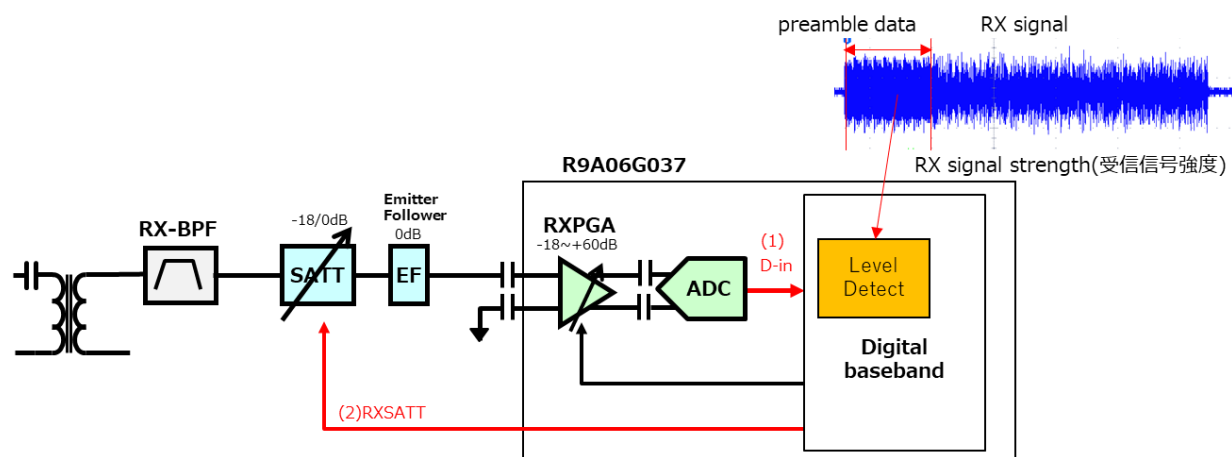 preamble data
RX signal
RX signal strength(受信信号強度)
R9A06G037
RX-BPF
-18/0dB
SATT
Emitter
Follower
0dB
EF
RXPGA
-18~+60dB
ADC
(1)
D-in
Level
Detect
Digital
baseband
(2)RXSATT